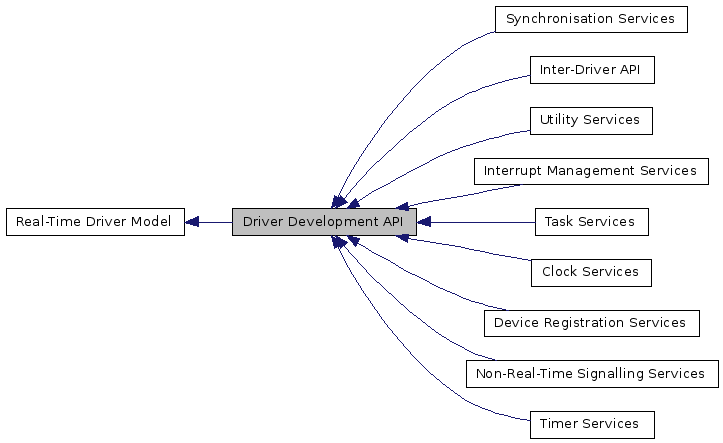 Synchronisation Services
Inter-Driver API
Utility Services
Interrupt Management Services
Real-Time Driver Model
Driver Development API
Task Services
Clock Services
Device Registration Services
Non-Real-Time Signalling Services
Timer Services